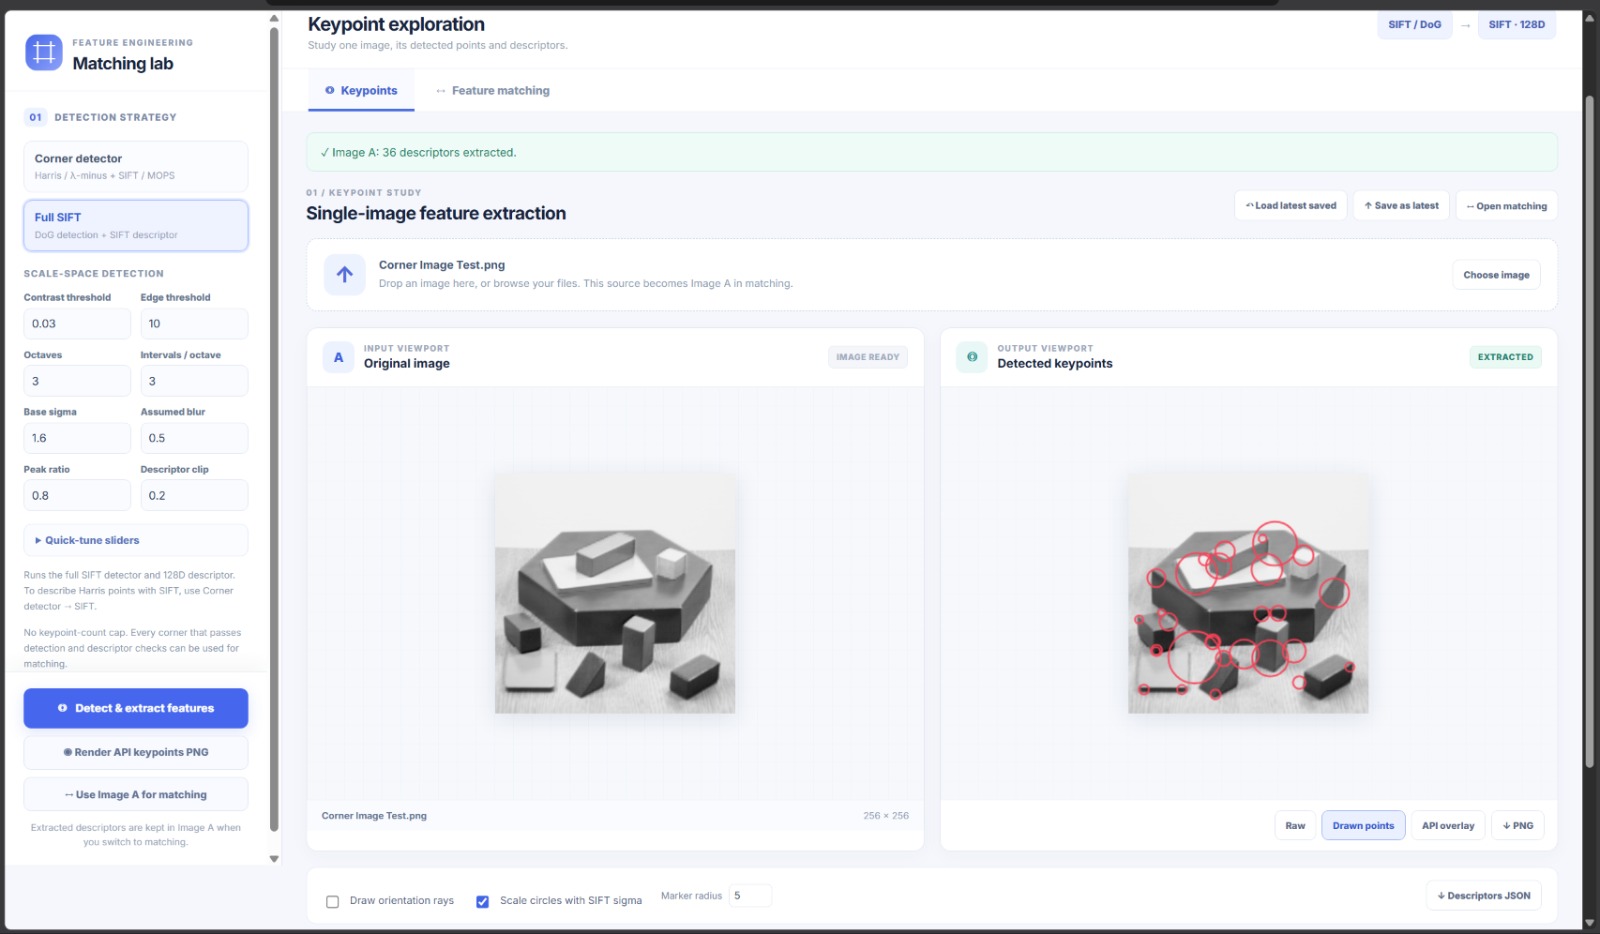 FEATURE ENGINEERING
Matching lab
01 DETECTION STRATEGY
Corner detector
Harris / λ-minus + SIFT / MOPS
Full SIFT
DoG detection + SIFT descriptor
SCALE-SPACE DETECTION
Contrast threshold Edge threshold
0.03 10
Octaves Intervals / octave
3 3
Base sigma Assumed blur
1.6 0.5
Peak ratio Descriptor clip
0.8 0.2
▸ Quick-tune sliders
Runs the full SIFT detector and 128D descriptor.
To describe Harris points with SIFT, use Corner
detector → SIFT.
No keypoint-count cap. Every corner that passes
detection and descriptor checks can be used for
matching.
Detect & extract features
◉ Render API keypoints PNG
↔ Use Image A for matching
Extracted descriptors are kept in Image A when
you switch to matching.
Keypoint exploration
Study one image, its detected points and descriptors.
SIFT / DoG → SIFT · 128D
Keypoints ↔ Feature matching
✓ Image A: 36 descriptors extracted.
01 / KEYPOINT STUDY
Single-image feature extraction
Load latest saved ↑ Save as latest ↔ Open matching
Corner Image Test.png
Drop an image here, or browse your files. This source becomes Image A in matching.
Choose image
A INPUT VIEWPORT
Original image
IMAGE READY
Corner Image Test.png 256 × 256
OUTPUT VIEWPORT
Detected keypoints
EXTRACTED
Raw Drawn points API overlay ↓ PNG
Draw orientation rays Scale circles with SIFT sigma Marker radius 5
↓ Descriptors JSON